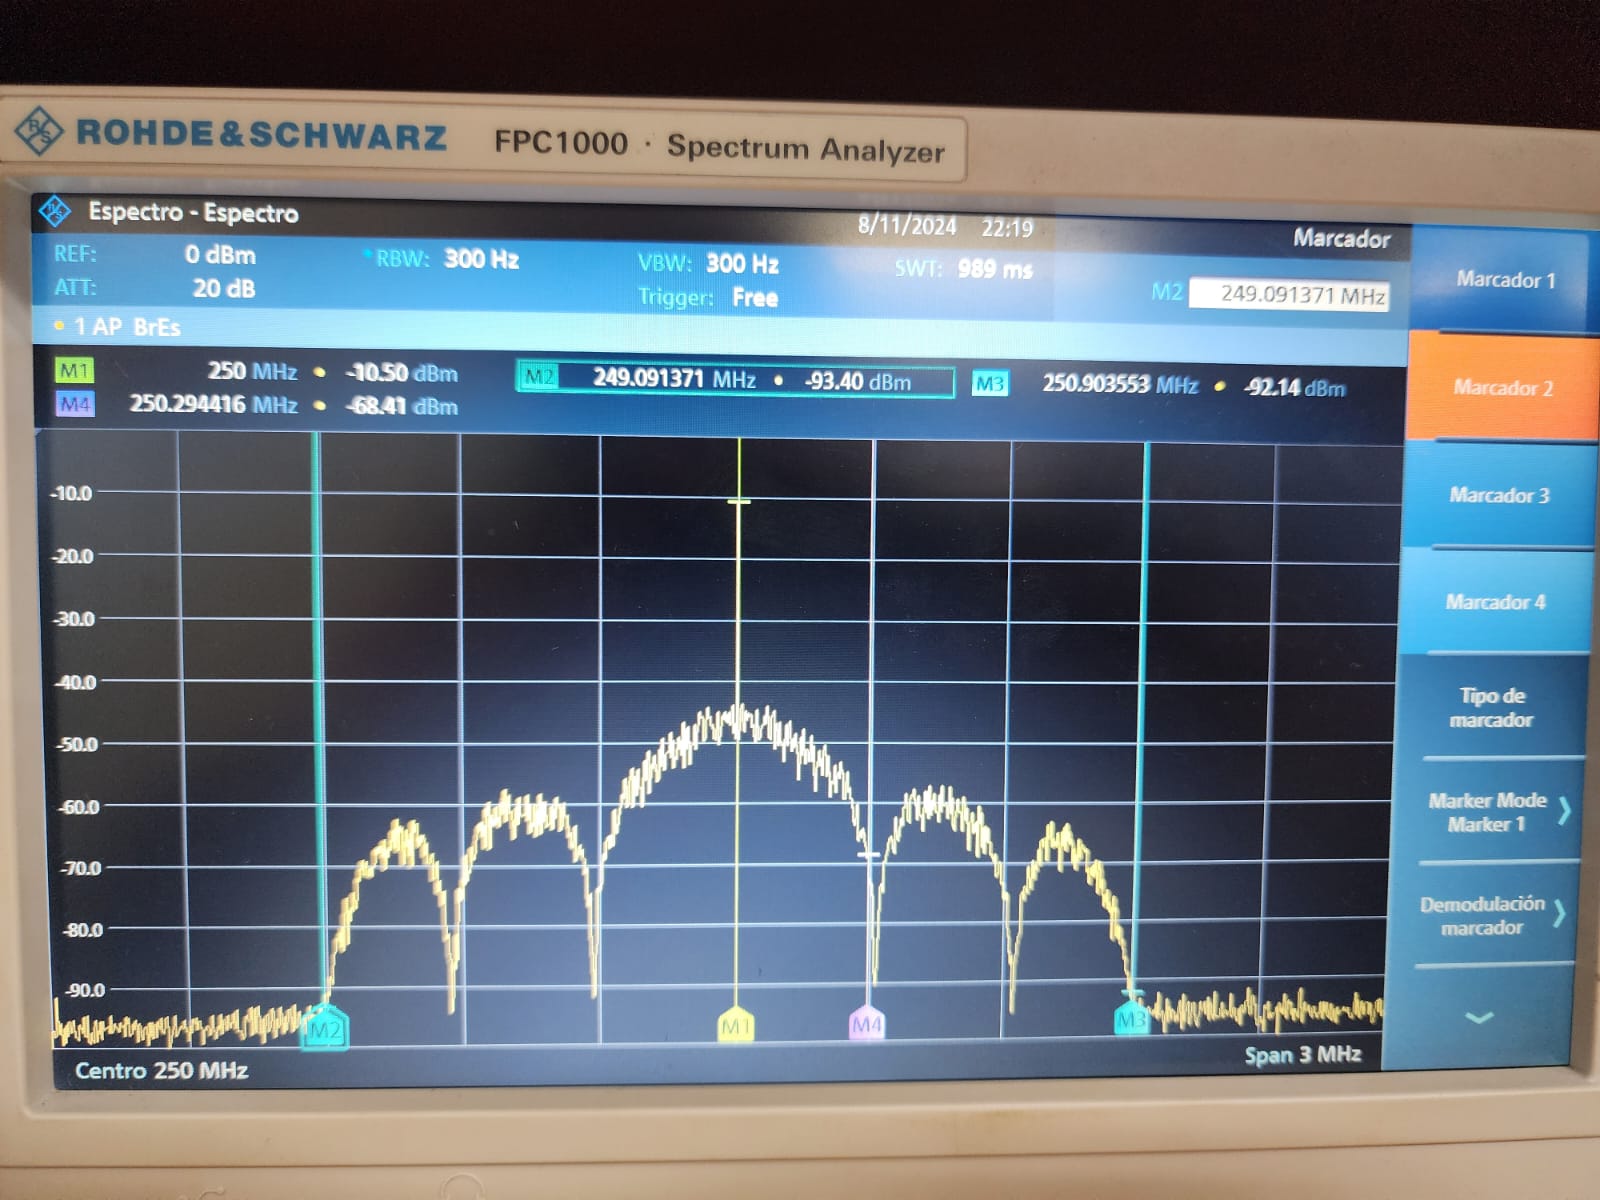 ROHDE&SCHWARZ FPC1000 · Spectrum Analyzer
Espectro - Espectro 8/11/2024 22:19 Marcador
REF: 0 dBm *RBW: 300 Hz VBW: 300 Hz SWT: 989 ms
ATT: 20 dB Trigger: Free M2 249.091371 MHz
1 AP BrEs
M1 250 MHz • -10.50 dBm M2 249.091371 MHz • -93.40 dBm M3 250.903553 MHz • -92.14 dBm
M4 250.294416 MHz • -68.41 dBm
-10.0
-20.0
-30.0
-40.0
-50.0
-60.0
-70.0
-80.0
-90.0
M2 M1 M4 M3
Centro 250 MHz Span 3 MHz
Marcador 1
Marcador 2
Marcador 3
Marcador 4
Tipo de
marcador
Marker Mode
Marker 1
Demodulación
marcador